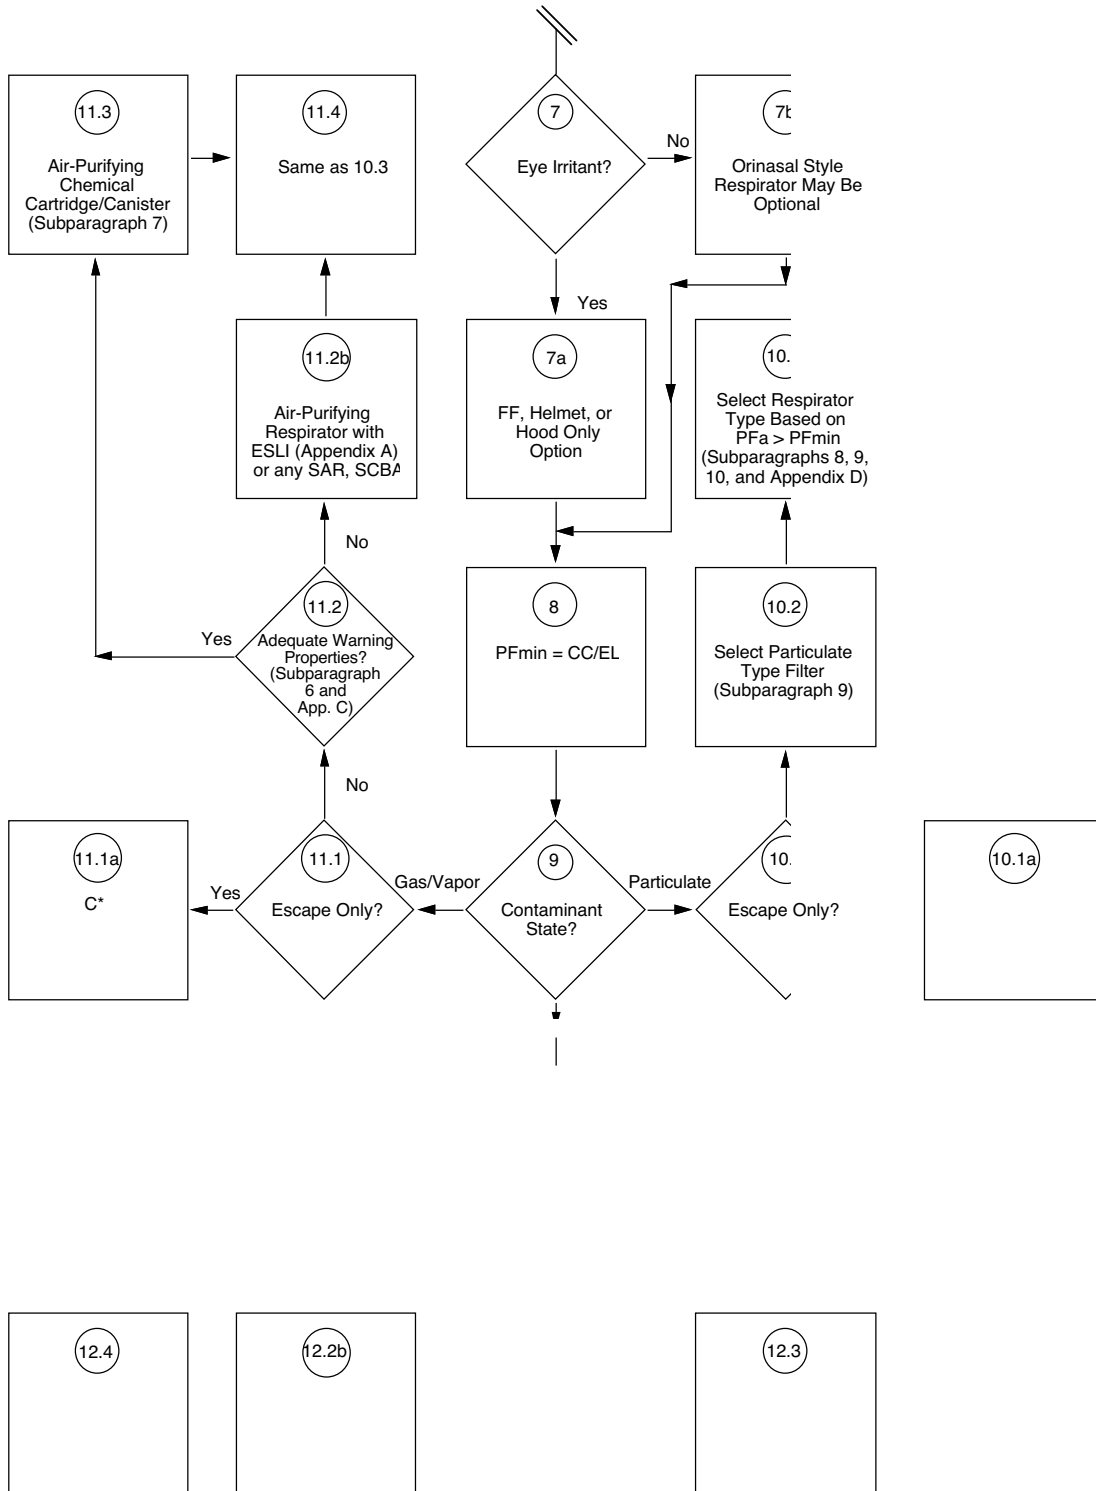 11.3
Air-Purifying
Chemical
Cartridge/Canister
(Subparagraph 7)
11.4
Same as 10.3
7
Eye Irritant?
No
7b
Orinasal Style
Respirator May Be
Optional
Yes
11.2b
Air-Purifying
Respirator with
ESLI (Appendix A)
or any SAR, SCBA
7a
FF, Helmet, or
Hood Only
Option
10.
Select Respirator
Type Based on
PFa > PFmin
(Subparagraphs 8, 9,
10, and Appendix D)
No
11.2
Adequate Warning
Properties?
(Subparagraph
6 and
App. C)
Yes
8
PFmin = CC/EL
10.2
Select Particulate
Type Filter
(Subparagraph 9)
No
11.1a
C*
Yes
11.1
Escape Only?
Gas/Vapor
9
Contaminant
State?
Particulate
10.
Escape Only?
10.1a
12.4
12.2b
12.3